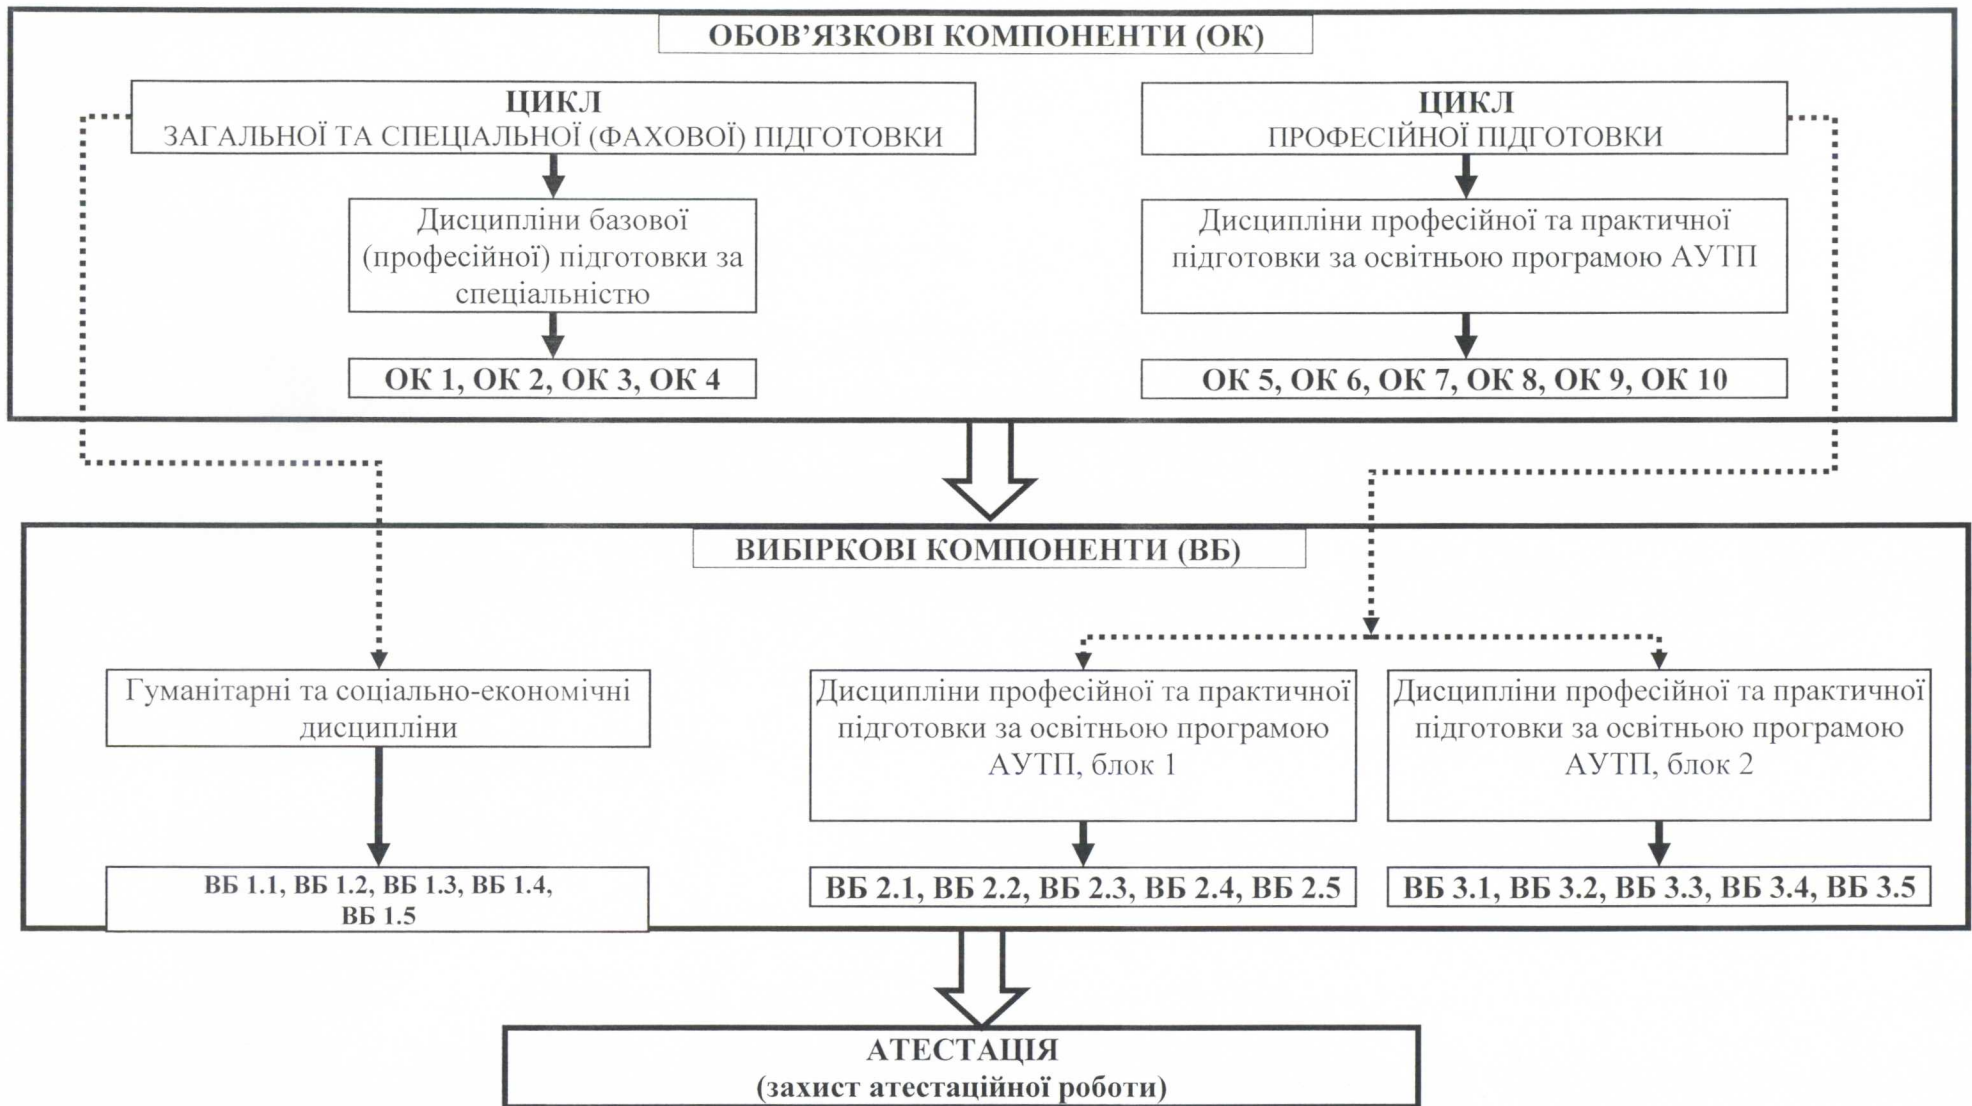 ОБОВ’ЯЗКОВІ КОМПОНЕНТИ (ОК)
ЦИКЛ
ЗАГАЛЬНОЇ ТА СПЕЦІАЛЬНОЇ (ФАХОВОЇ) ПІДГОТОВКИ
ЦИКЛ
ПРОФЕСІЙНОЇ ПІДГОТОВКИ
Дисципліни базової
(професійної) підготовки за
спеціальністю
Дисципліни професійної та практичної
підготовки за освітньою програмою АУТП
ОК 1, ОК 2, ОК 3, ОК 4
ОК 5, ОК 6, ОК 7, ОК 8, ОК 9, ОК 10
ВИБІРКОВІ КОМПОНЕНТИ (ВБ)
Гуманітарні та соціально-економічні
дисципліни
Дисципліни професійної та практичної
підготовки за освітньою програмою
АУТП, блок 1
Дисципліни професійної та практичної
підготовки за освітньою програмою
АУТП, блок 2
ВБ 1.1, ВБ 1.2, ВБ 1.3, ВБ 1.4,
ВБ 1.5
ВБ 2.1, ВБ 2.2, ВБ 2.3, ВБ 2.4, ВБ 2.5
ВБ 3.1, ВБ 3.2, ВБ 3.3, ВБ 3.4, ВБ 3.5
АТЕСТАЦІЯ
(захист атестаційної роботи)